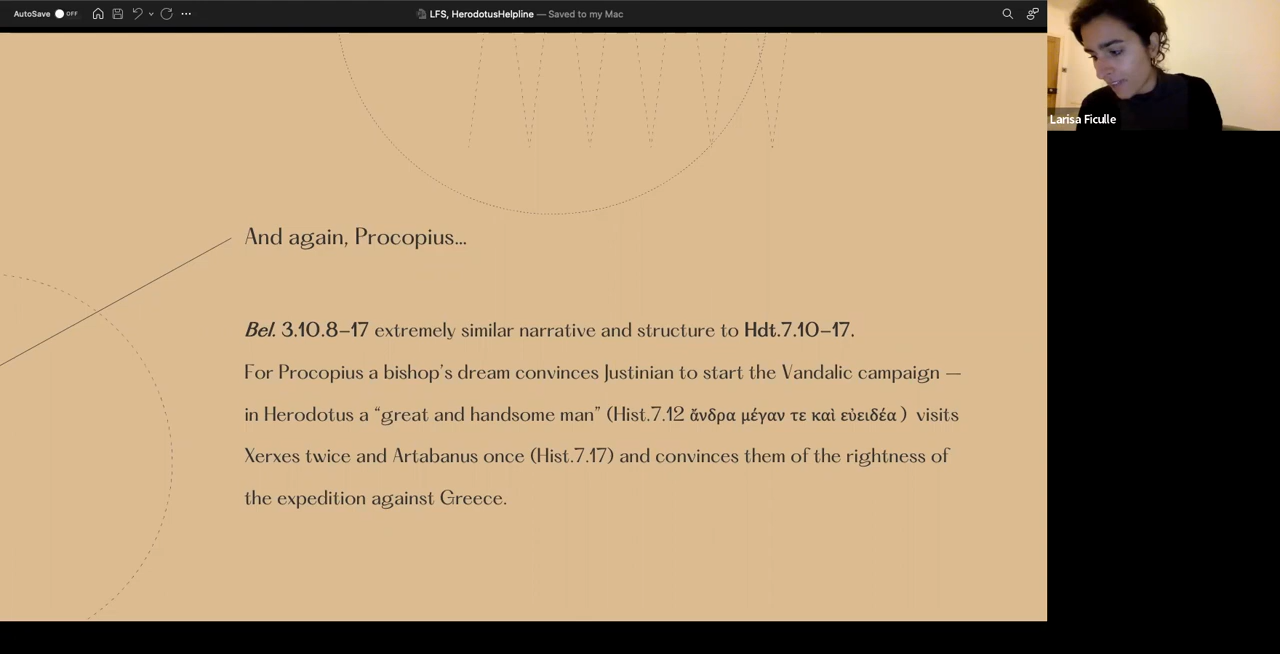 AutoSave OFF
LFS, HerodotusHelpline — Saved to my Mac
Larisa Ficulle
And again, Procopius...
Bel. 3.10.8–17 extremely similar narrative and structure to Hdt.7.10–17.
For Procopius a bishop's dream convinces Justinian to start the Vandalic campaign —
in Herodotus a “great and handsome man” (Hist.7.12 ἄνδρα μέγαν τε καὶ εὐειδέα ) visits
Xerxes twice and Artabanus once (Hist.7.17) and convinces them of the rightness of
the expedition against Greece.